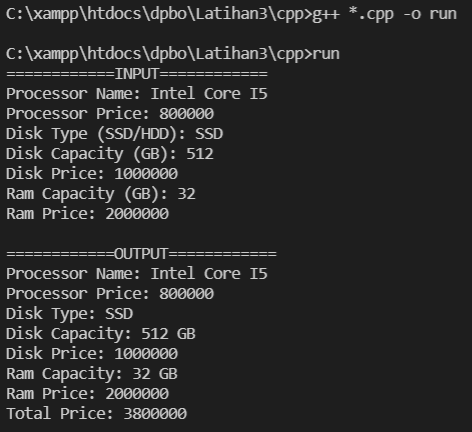 C:\xampp\htdocs\dpbo\Latihan3\cpp>g++ *.cpp -o run
C:\xampp\htdocs\dpbo\Latihan3\cpp>run
============INPUT============
Processor Name: Intel Core I5
Processor Price: 800000
Disk Type (SSD/HDD): SSD
Disk Capacity (GB): 512
Disk Price: 1000000
Ram Capacity (GB): 32
Ram Price: 2000000
============OUTPUT============
Processor Name: Intel Core I5
Processor Price: 800000
Disk Type: SSD
Disk Capacity: 512 GB
Disk Price: 1000000
Ram Capacity: 32 GB
Ram Price: 2000000
Total Price: 3800000